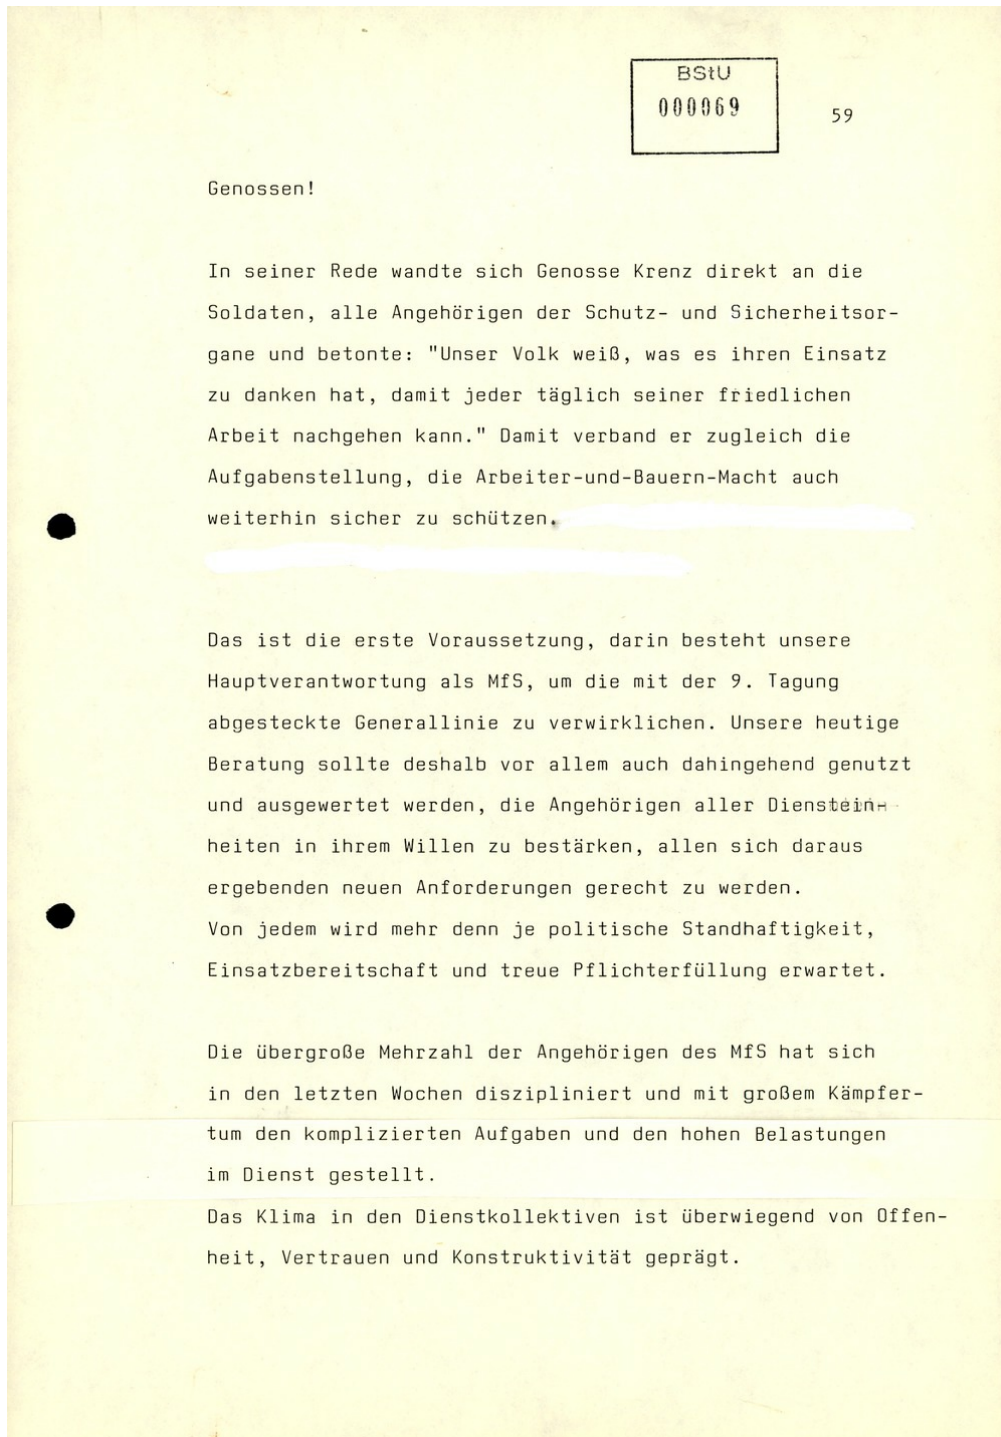 BStU
000069
59
Genossen!
In seiner Rede wandte sich Genosse Krenz direkt an die
Soldaten, alle Angehörigen der Schutz- und Sicherheitsor-
gane und betonte: "Unser Volk weiß, was es ihren Einsatz
zu danken hat, damit jeder täglich seiner friedlichen
Arbeit nachgehen kann." Damit verband er zugleich die
Aufgabenstellung, die Arbeiter-und-Bauern-Macht auch
weiterhin sicher zu schützen.
Das ist die erste Voraussetzung, darin besteht unsere
Hauptverantwortung als MfS, um die mit der 9. Tagung
abgesteckte Generallinie zu verwirklichen. Unsere heutige
Beratung sollte deshalb vor allem auch dahingehend genutzt
und ausgewertet werden, die Angehörigen aller Dienstein-
heiten in ihrem Willen zu bestärken, allen sich daraus
ergebenden neuen Anforderungen gerecht zu werden.
Von jedem wird mehr denn je politische Standhaftigkeit,
Einsatzbereitschaft und treue Pflichterfüllung erwartet.
Die übergroße Mehrzahl der Angehörigen des MfS hat sich
in den letzten Wochen diszipliniert und mit großem Kämpfer-
tum den komplizierten Aufgaben und den hohen Belastungen
im Dienst gestellt.
Das Klima in den Dienstkollektiven ist überwiegend von Offen-
heit, Vertrauen und Konstruktivität geprägt.